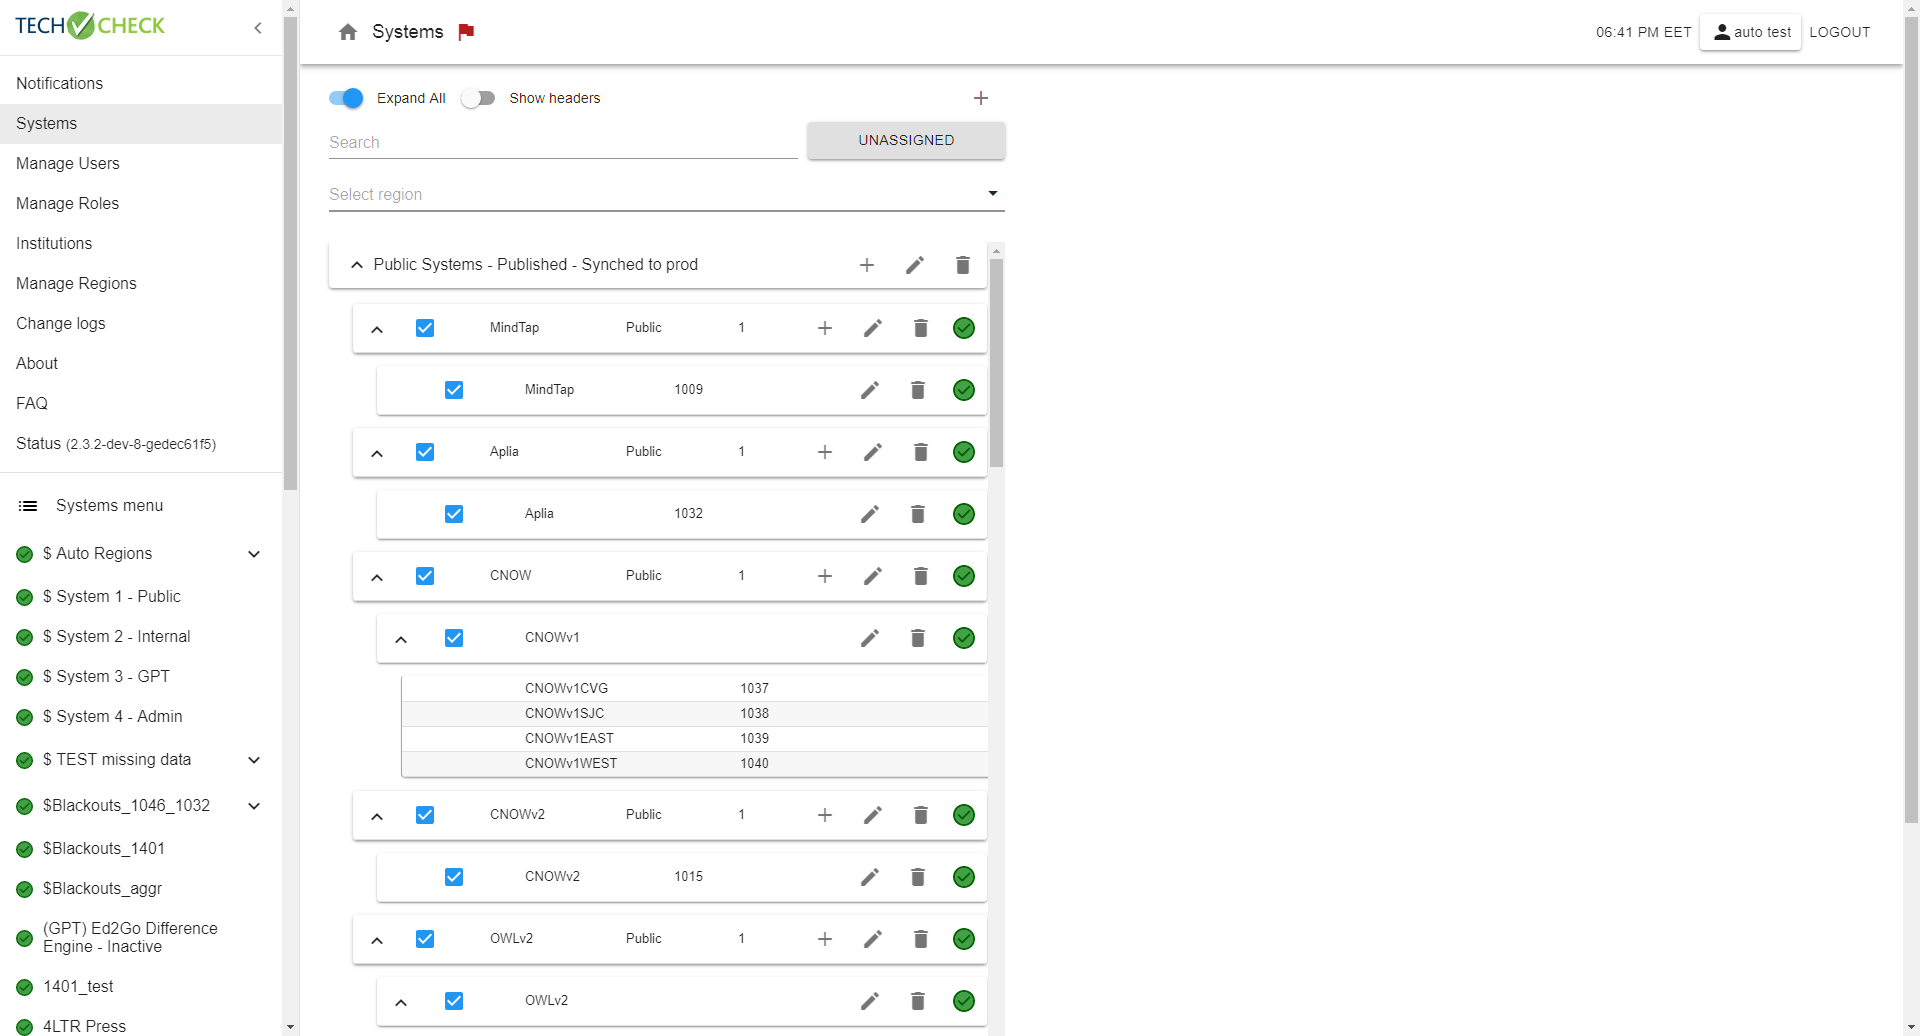 TECH CHECK
Notifications
Systems
Manage Users
Manage Roles
Institutions
Manage Regions
Change logs
About
FAQ
Status (2.3.2-dev-8-gedec61f5)
Systems menu
$ Auto Regions
$ System 1 - Public
$ System 2 - Internal
$ System 3 - GPT
$ System 4 - Admin
$ TEST missing data
$Blackouts_1046_1032
$Blackouts_1401
$Blackouts_aggr
(GPT) Ed2Go Difference
Engine - Inactive
1401_test
4LTR Press
Systems
06:41 PM EET
auto test
LOGOUT
Expand All
Show headers
Search
UNASSIGNED
Select region
Public Systems - Published - Synched to prod
MindTap Public 1
MindTap 1009
Aplia Public 1
Aplia 1032
CNOW Public 1
CNOWv1
CNOWv1CVG 1037
CNOWv1SJC 1038
CNOWv1EAST 1039
CNOWv1WEST 1040
CNOWv2 Public 1
CNOWv2 1015
OWLv2 Public 1
OWLv2